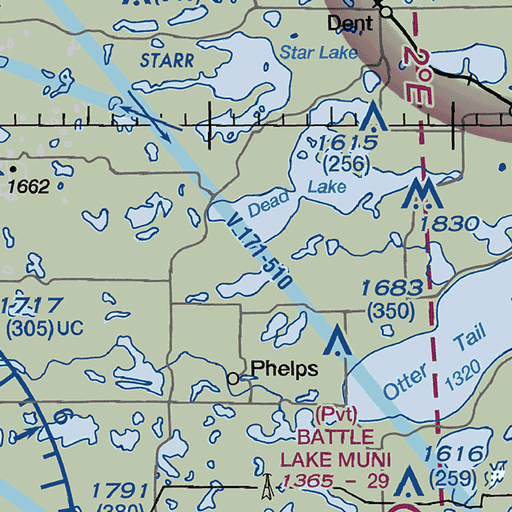 Dent
Star Lake
STARR
2°E
1615
(256)
1662
Dead Lake
1830
V 171-510
1683
(350)
1717
(305) UC
Tail
Otter
1320
Phelps
(Pvt)
BATTLE
LAKE MUNI
1365 - 29
1616
(259)
6
1791
(380)